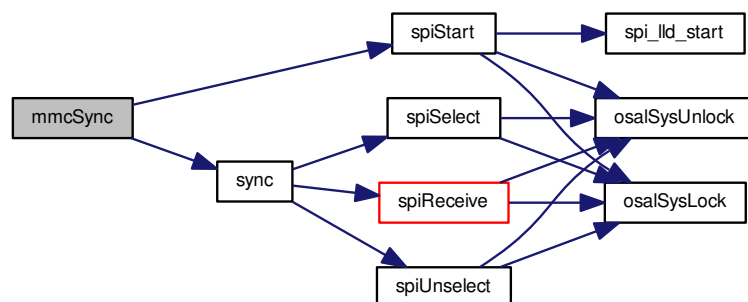 mmcSync
spiStart
sync
spiSelect
spiReceive
spiUnselect
spi_lld_start
osalSysUnlock
osalSysLock